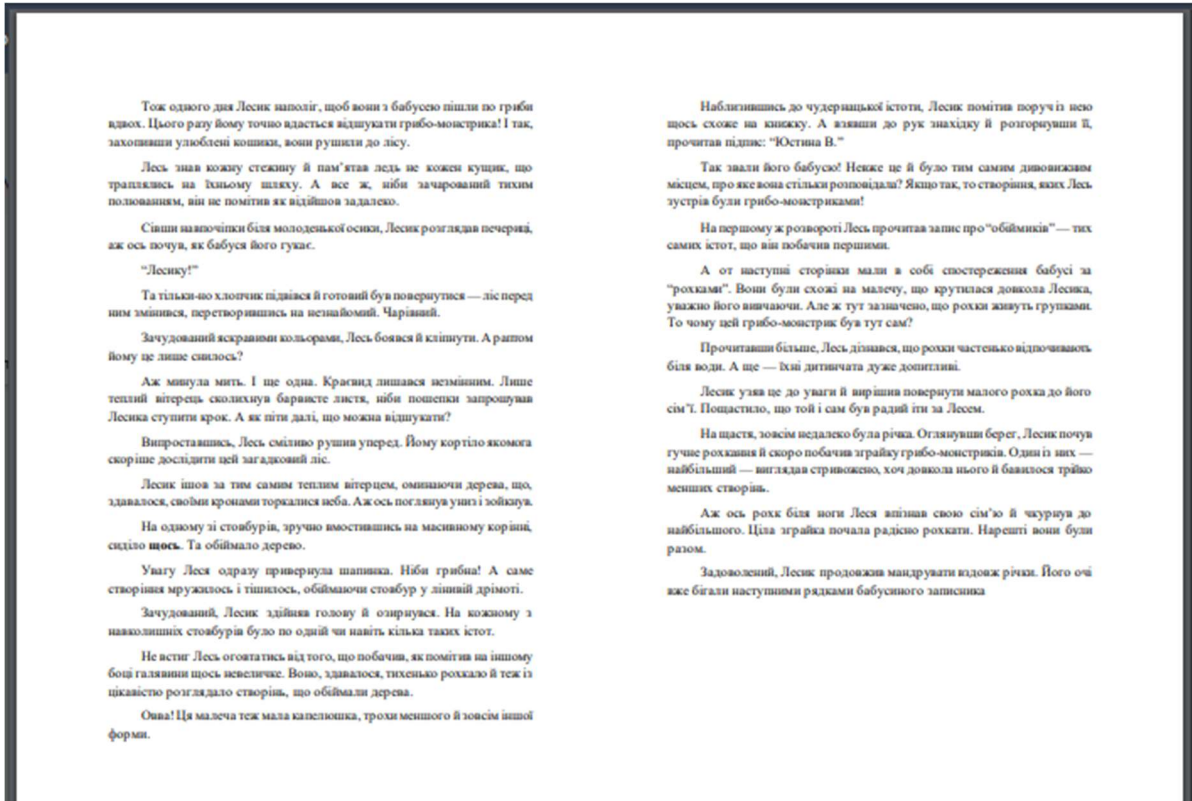 Тож одного дня Лесик наполіг, щоб вони з бабусею пішли по гриби
вдвох. Цього разу йому точно вдасться відшукати грибо-монстрика! І так,
захопивши улюблені кошики, вони рушили до лісу.
Лесь знав кожну стежину й пам’ятав ледь не кожен кущик, що
траплялись на їхньому шляху. А все ж, ніби зачарований тихим
полюванням, він не помітив як відійшов задалеко.
Сівши навпочіпки біля молоденької осики, Лесик розглядав печериці,
аж ось почув, як бабуся його гукає.
“Лесику!”
Та тільки-но хлопчик підвівся й готовий був повернутися — ліс перед
ним змінився, перетворившись на незнайомий. Чарівний.
Зачудований яскравими кольорами, Лесь боявся й кліпнути. А раптом
йому це лише снилось?
Аж минула мить. І ще одна. Краєвид лишався незмінним. Лише
теплий вітерець сколихнув барвисте листя, ніби пошепки запрошував
Лесика ступити крок. А як піти далі, що можна відшукати?
Випроставшись, Лесь сміливо рушив уперед. Йому кортіло якомога
скоріше дослідити цей загадковий ліс.
Лесик ішов за тим самим теплим вітерцем, оминаючи дерева, що,
здавалося, своїми кронами торкалися неба. Аж ось поглянув униз і зойкнув.
На одному зі стовбурів, зручно вмостившись на масивному корінні,
сиділо щось. Та обіймало дерево.
Увагу Леся одразу привернула шапинка. Ніби грибна! А саме
створіння мружилось і тішилось, обіймаючи стовбур у лінивій дрімоті.
Зачудований, Лесик здійняв голову й озирнувся. На кожному з
навколишніх стовбурів було по одній чи навіть кілька таких істот.
Не встиг Лесь оговтатись від того, що побачив, як помітив на іншому
боці галявини щось невеличке. Воно, здавалося, тихенько рохкало й теж із
цікавістю розглядало створінь, що обіймали дерева.
Овва! Ця малеча теж мала капелюшка, трохи меншого й зовсім іншої
форми.
Наблизившись до чудернацької істоти, Лесик помітив поруч із нею
щось схоже на книжку. А взявши до рук знахідку й розгорнувши її,
прочитав підпис: “Юстина В.”
Так звали його бабусю! Невже це й було тим самим дивовижним
місцем, про яке вона стільки розповідала? Якщо так, то створіння, яких Лесь
зустрів були грибо-монстриками!
На першому ж розвороті Лесь прочитав запис про “обіймиків” — тих
самих істот, що він побачив першими.
А от наступні сторінки мали в собі спостереження бабусі за
“рохками”. Вони були схожі на малечу, що крутилася довкола Лесика,
уважно його вивчаючи. Але ж тут зазначено, що рохки живуть групками.
То чому цей грибо-монстрик був тут сам?
Прочитавши більше, Лесь дізнався, що рохки частенько відпочивають
біля води. А ще — їхні дитинчата дуже допитливі.
Лесик узяв це до уваги й вирішив повернути малого рохка до його
сім’ї. Пощастило, що той і сам був радий іти за Лесем.
На щастя, зовсім недалеко була річка. Оглянувши берег, Лесик почув
гучне рохкання й скоро побачив зграйку грибо-монстриків. Один із них —
найбільший — виглядав стривожено, хоч довкола нього й бавилося трійко
менших створінь.
Аж ось рохк біля ноги Леся впізнав свою сім’ю й чкурнув до
найбільшого. Ціла зграйка почала радісно рохкати. Нарешті вони були
разом.
Задоволений, Лесик продовжив мандрувати вздовж річки. Його очі
вже бігали наступними рядками бабусиного записника